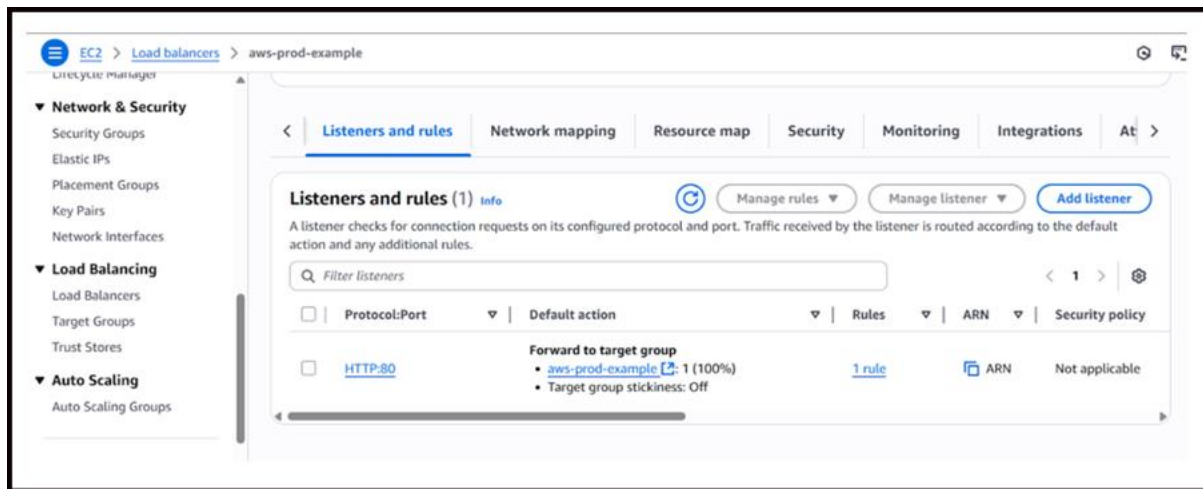 EC2 > Load balancers > aws-prod-example
Lifecycle Manager
▼ Network & Security
Security Groups
Elastic IPs
Placement Groups
Key Pairs
Network Interfaces
▼ Load Balancing
Load Balancers
Target Groups
Trust Stores
▼ Auto Scaling
Auto Scaling Groups
Listeners and rules | Network mapping | Resource map | Security | Monitoring | Integrations | At
Listeners and rules (1) Info
Manage rules ▼ Manage listener ▼ Add listener
A listener checks for connection requests on its configured protocol and port. Traffic received by the listener is routed according to the default
action and any additional rules.
Filter listeners
< 1 >
Protocol:Port | Default action | Rules | ARN | Security policy
Forward to target group
HTTP:80 • aws-prod-example: 1 (100%) 1 rule ARN Not applicable
• Target group stickiness: Off